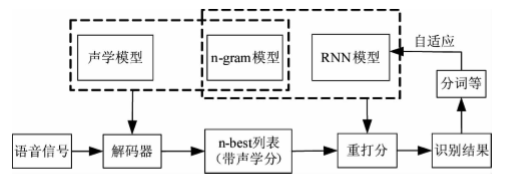 声学模型
n-gram模型
RNN模型
自适应
分词等
语音信号
解码器
n-best列表
(带声学分)
重打分
识别结果